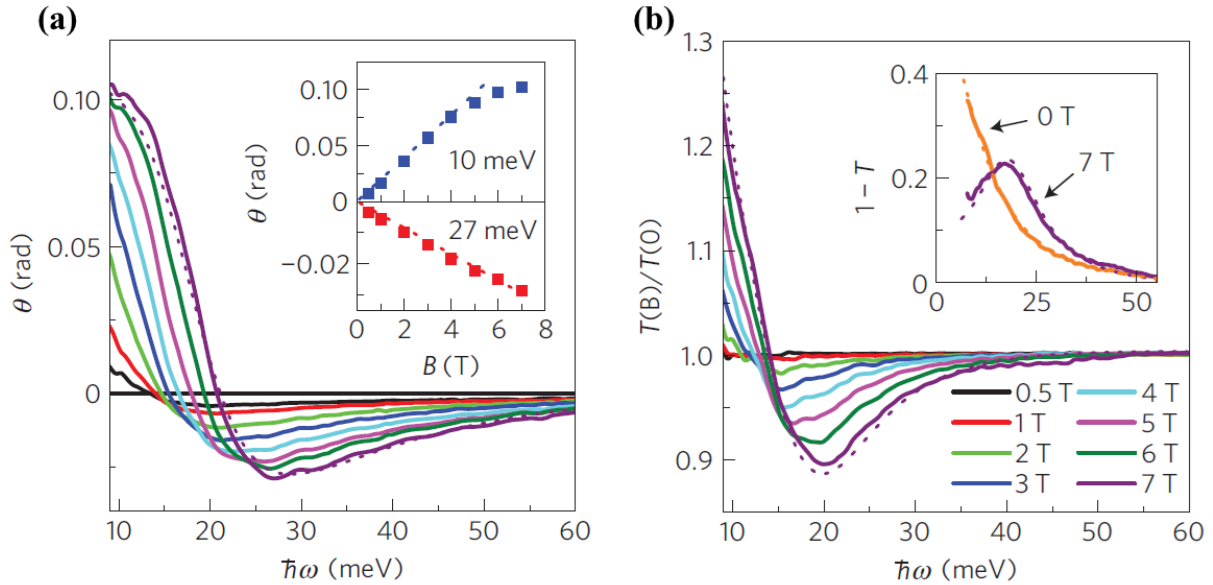 (a)
θ (rad)
0.10
0.05
0
10
20
30
40
50
60
ħω (meV)
θ (rad)
0.10
0.05
0
−0.02
10 meV
27 meV
0
2
4
6
8
B (T)
(b)
T(B)/T(0)
1.3
1.2
1.1
1.0
0.9
10
20
30
40
50
60
ħω (meV)
1 − T
0.4
0.2
0
0
25
50
0 T
7 T
0.5 T
1 T
2 T
3 T
4 T
5 T
6 T
7 T